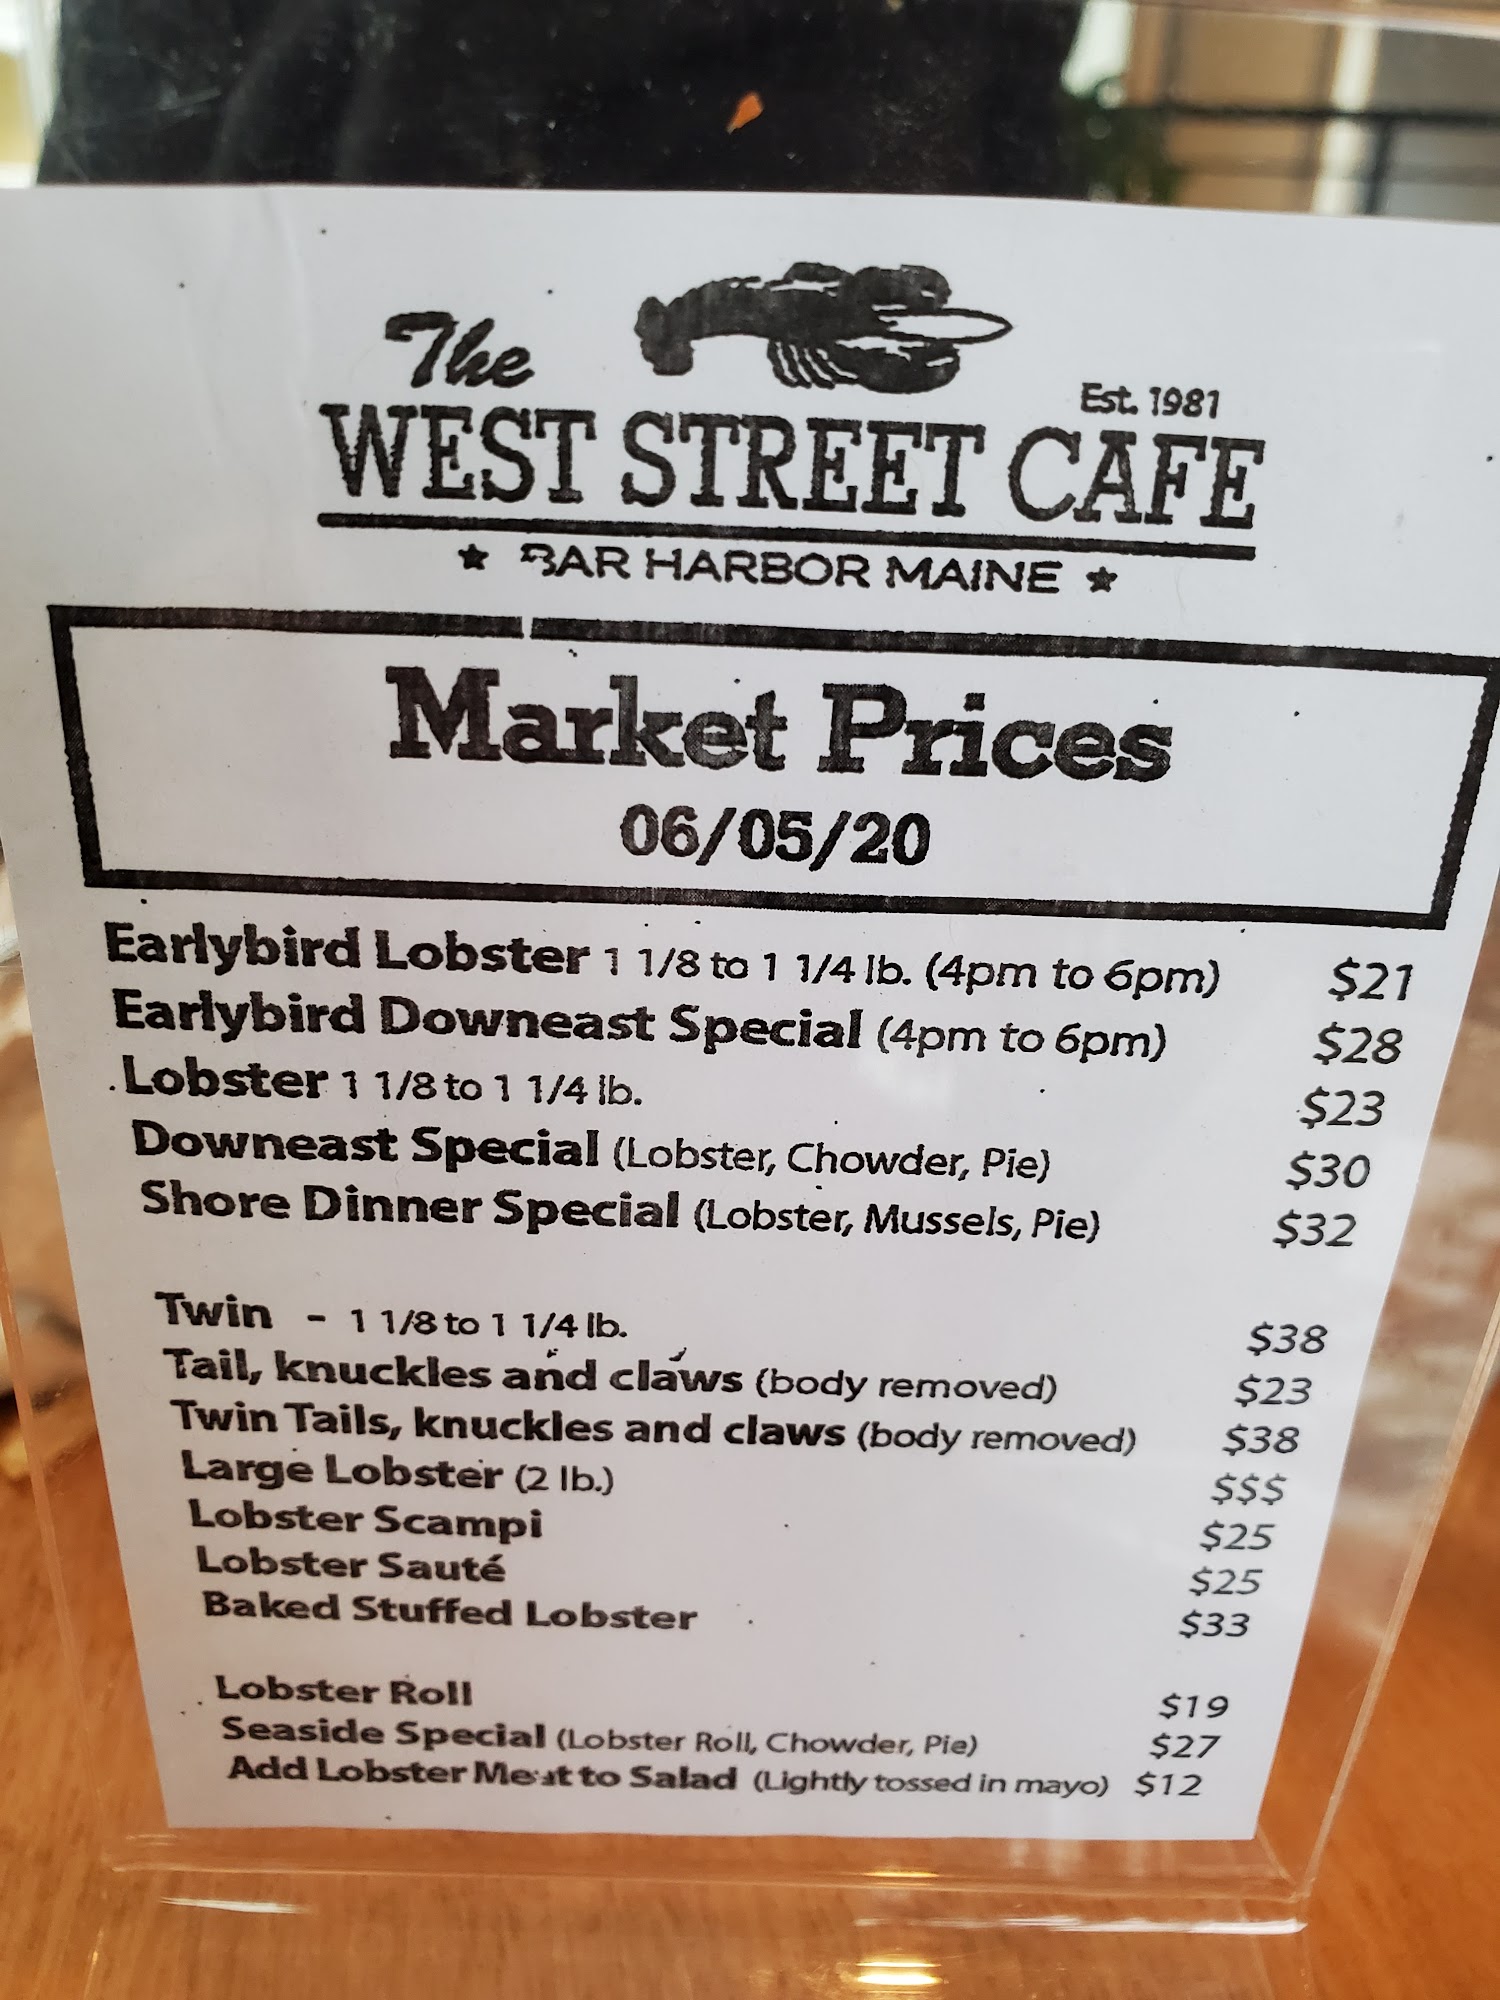 The
Est. 1981
WEST STREET CAFE
★ BAR HARBOR MAINE ★
Market Prices
06/05/20
Earlybird Lobster 1 1/8 to 1 1/4 lb. (4pm to 6pm) $21
Earlybird Downeast Special (4pm to 6pm) $28
Lobster 1 1/8 to 1 1/4 lb. $23
Downeast Special (Lobster, Chowder, Pie) $30
Shore Dinner Special (Lobster, Mussels, Pie) $32
Twin - 1 1/8 to 1 1/4 lb. $38
Tail, knuckles and claws (body removed) $23
Twin Tails, knuckles and claws (body removed) $38
Large Lobster (2 lb.) $$$
Lobster Scampi $25
Lobster Sauté $25
Baked Stuffed Lobster $33
Lobster Roll $19
Seaside Special (Lobster Roll, Chowder, Pie) $27
Add Lobster Meat to Salad (Lightly tossed in mayo) $12